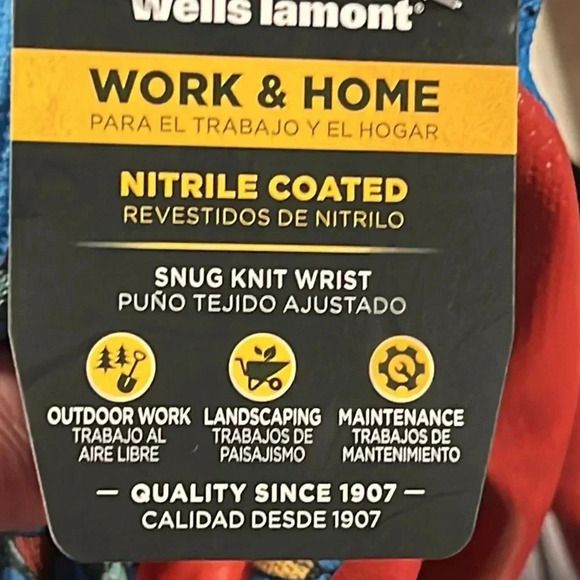 wells lamont®
WORK & HOME
PARA EL TRABAJO Y EL HOGAR
NITRILE COATED
REVESTIDOS DE NITRILO
SNUG KNIT WRIST
PUÑO TEJIDO AJUSTADO
OUTDOOR WORK LANDSCAPING MAINTENANCE
TRABAJO AL TRABAJOS DE TRABAJOS DE
AIRE LIBRE PAISAJISMO MANTENIMIENTO
— QUALITY SINCE 1907 —
CALIDAD DESDE 1907